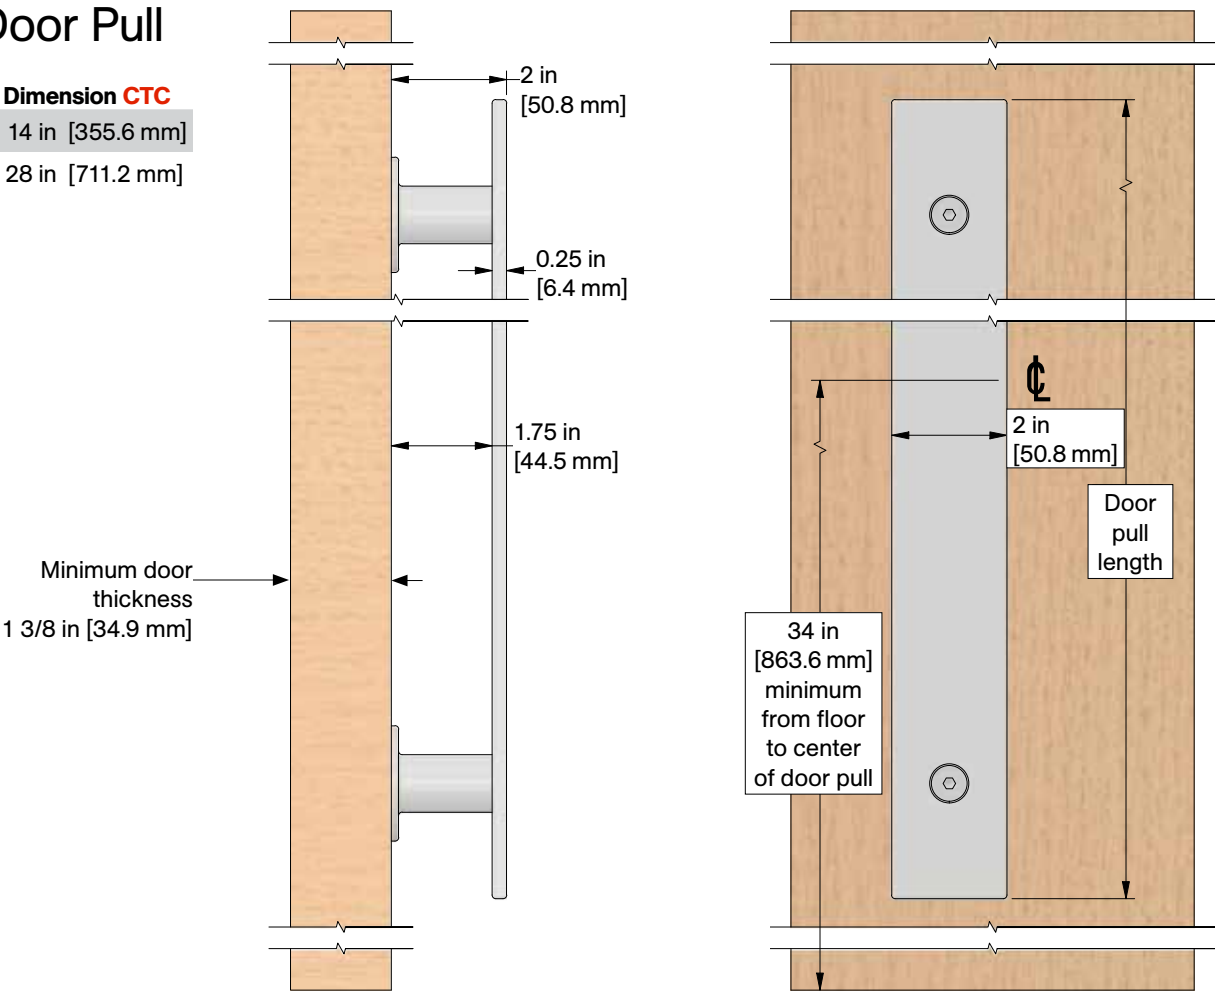 Door Pull
Dimension CTC
14 in [355.6 mm]
28 in [711.2 mm]
2 in
[50.8 mm]
0.25 in
[6.4 mm]
1.75 in
[44.5 mm]
Minimum door
thickness
1 3/8 in [34.9 mm]
℄
2 in
[50.8 mm]
Door
pull
length
34 in
[863.6 mm]
minimum
from floor
to center
of door pull